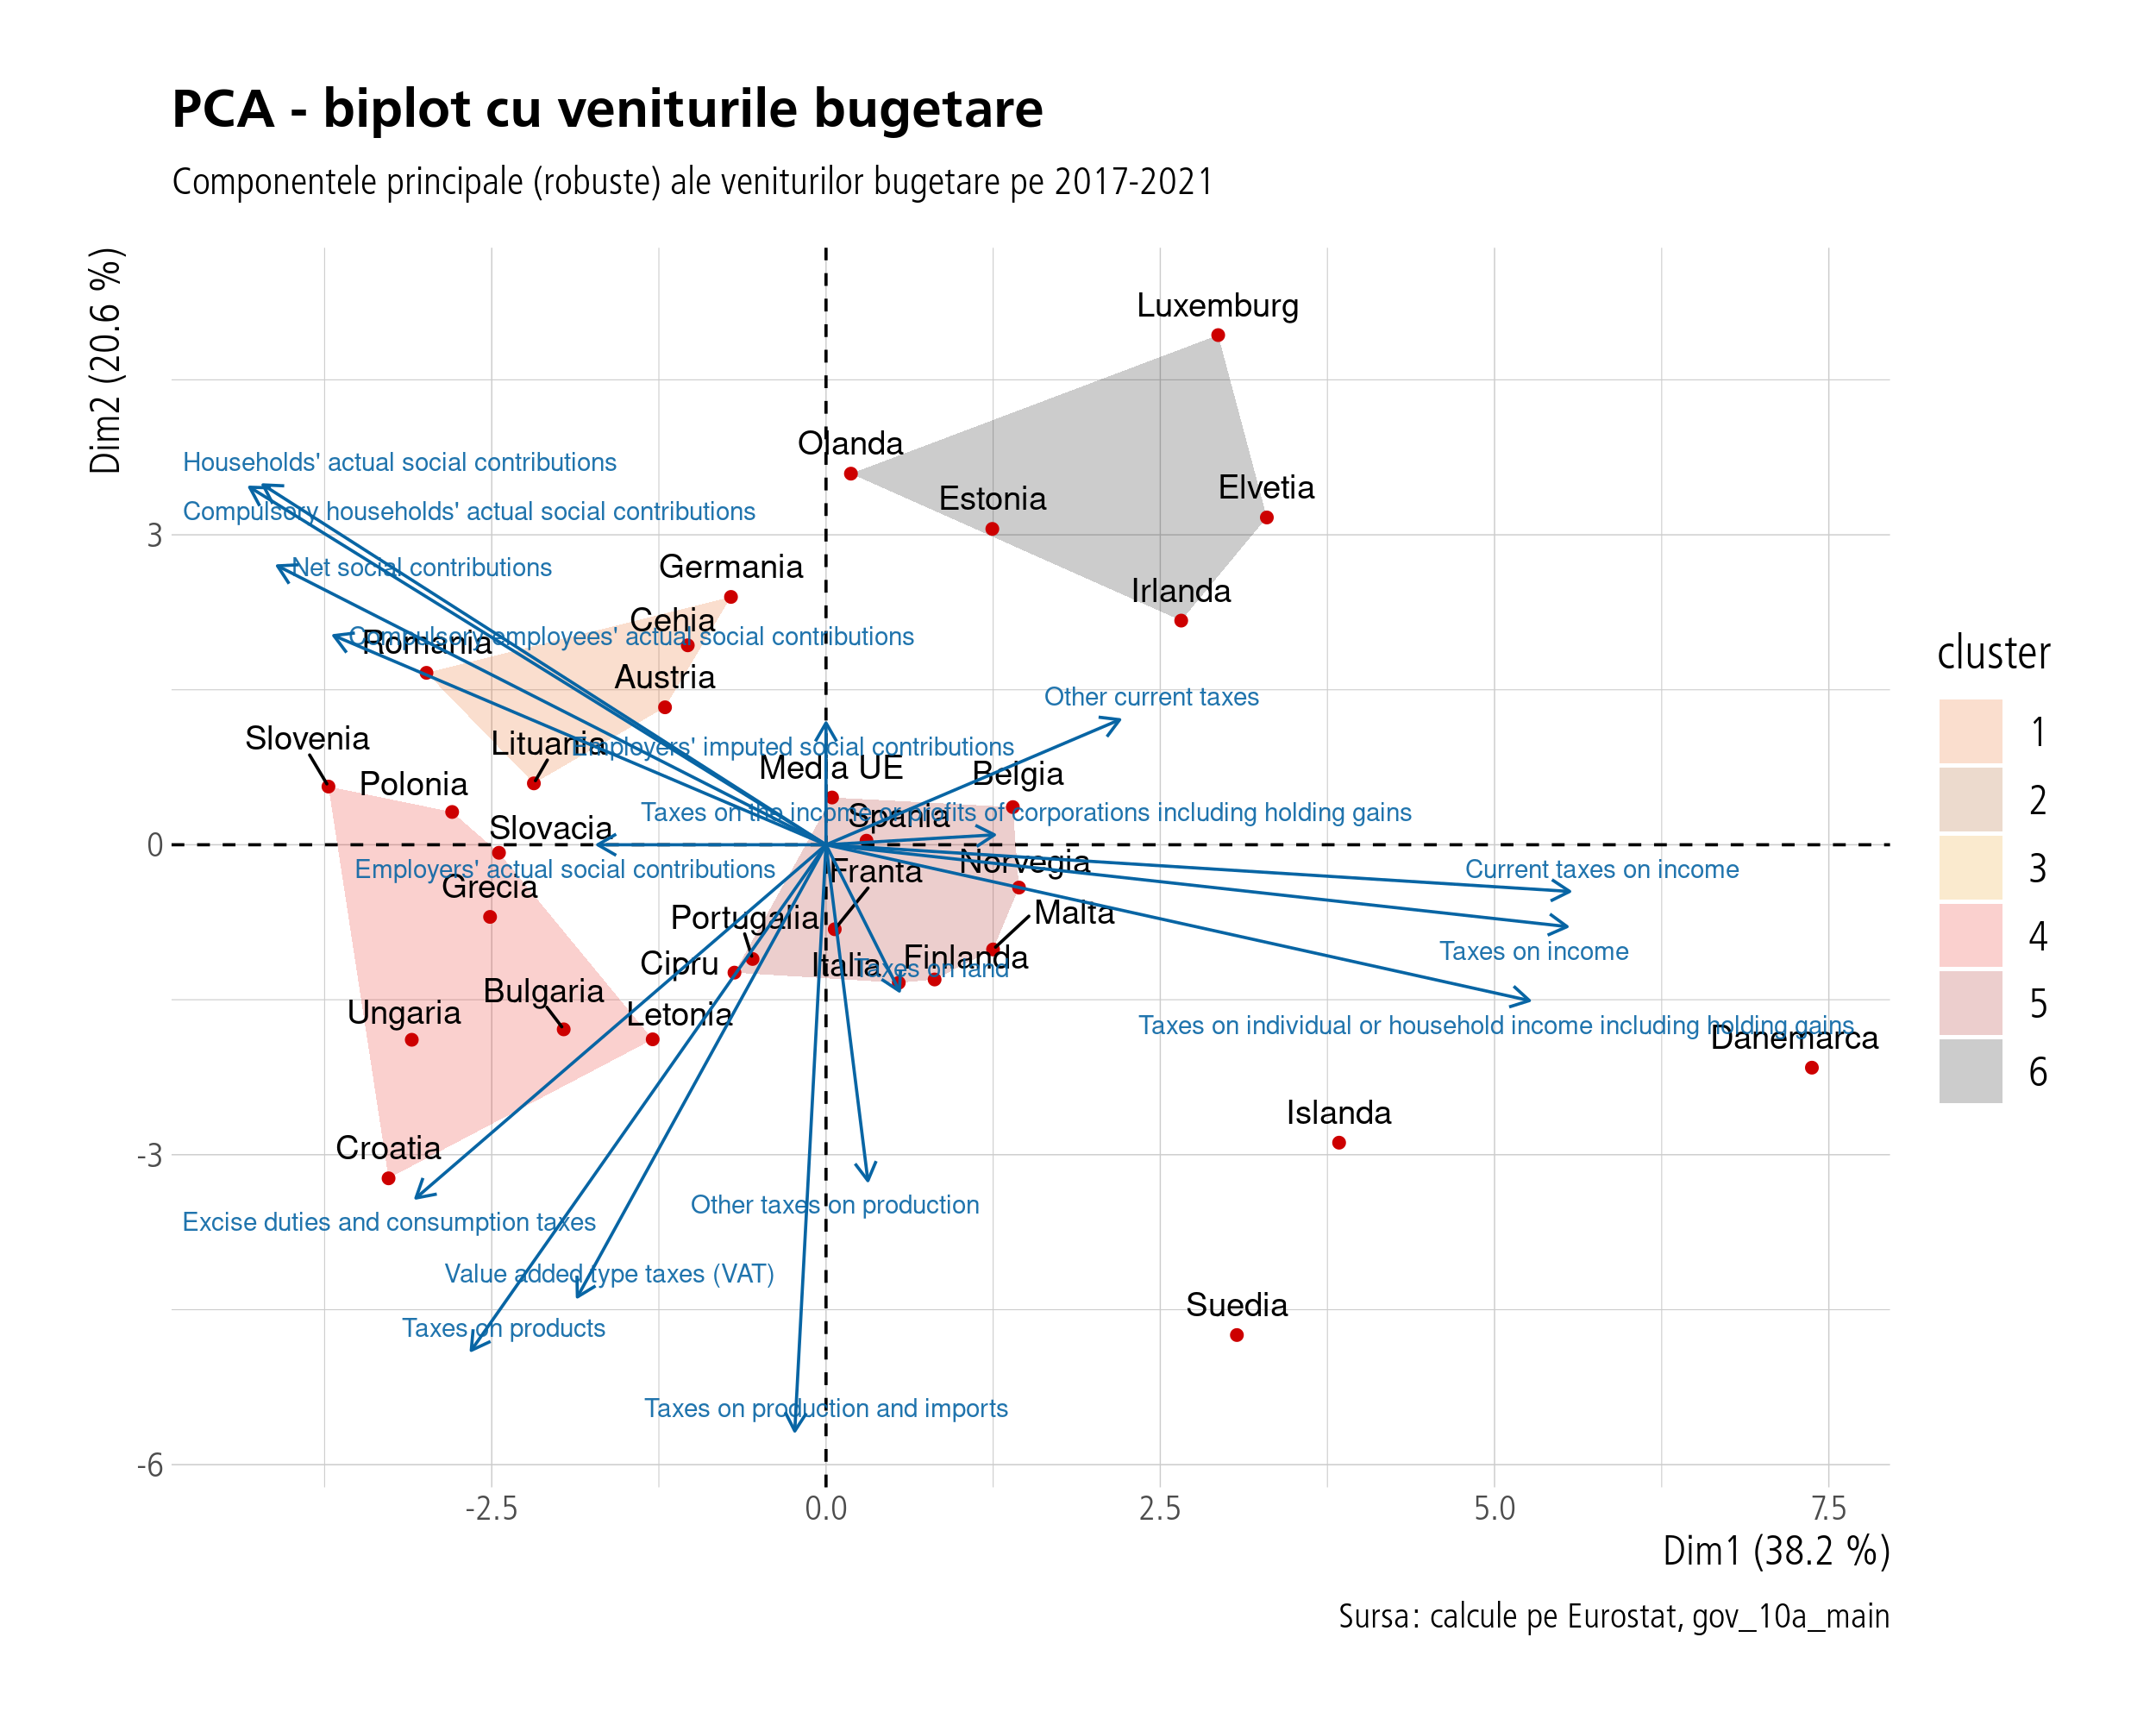 PCA - biplot cu veniturile bugetare
Componentele principale (robuste) ale veniturilor bugetare pe 2017-2021
Dim2 (20.6 %)
Luxemburg
Olanda
Households' actual social contributions
Elvetia
Estonia
Compulsory households' actual social contributions
3
Net social contributions
Germania
Irlanda
Cehia
Compulsory employees' actual social contributions
Romania
Austria
Other current taxes
Slovenia
Lituania
Employers' imputed social contributions
Media UE
Belgia
Polonia
Taxes on the income or profits of corporations including holding gains
Spania
Slovacia
0
Norvegia
Employers' actual social contributions
Franta
Current taxes on income
Grecia
Malta
Portugalia
Taxes on income
Finlanda
Cipru
Italia
Taxes on land
Bulgaria
Ungaria
Letonia
Taxes on individual or household income including holding gains
Danemarca
Islanda
Croatia
-3
Other taxes on production
Excise duties and consumption taxes
Value added type taxes (VAT)
Suedia
Taxes on products
Taxes on production and imports
-6
-2.5
0.0
2.5
5.0
7.5
Dim1 (38.2 %)
cluster
1
2
3
4
5
6
Sursa: calcule pe Eurostat, gov_10a_main